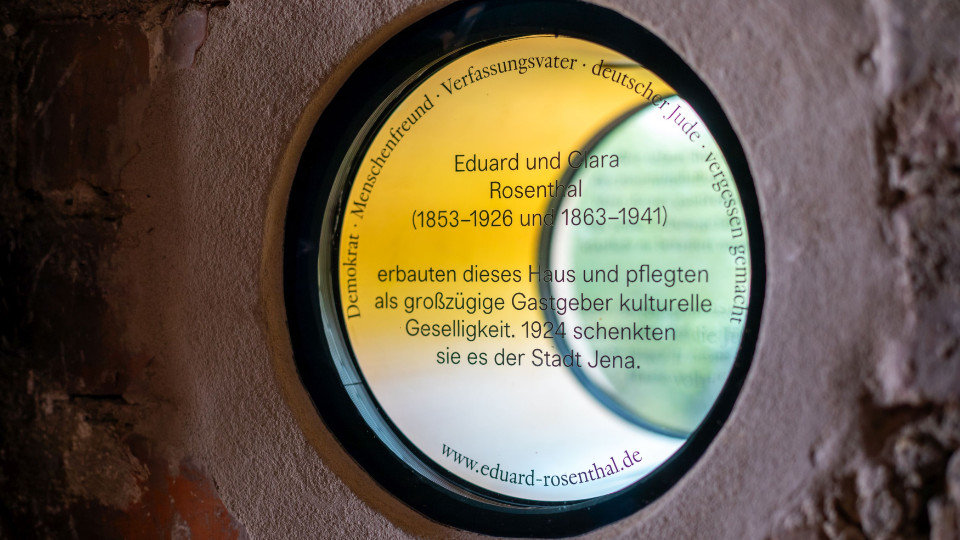 Demokrat · Menschenfreund · Verfassungsvater · deutscher Jude · vergessen gemacht
Eduard und Clara
Rosenthal
(1853–1926 und 1863–1941)
erbauten dieses Haus und pflegten
als großzügige Gastgeber kulturelle
Geselligkeit. 1924 schenkten
sie es der Stadt Jena.
www.eduard-rosenthal.de